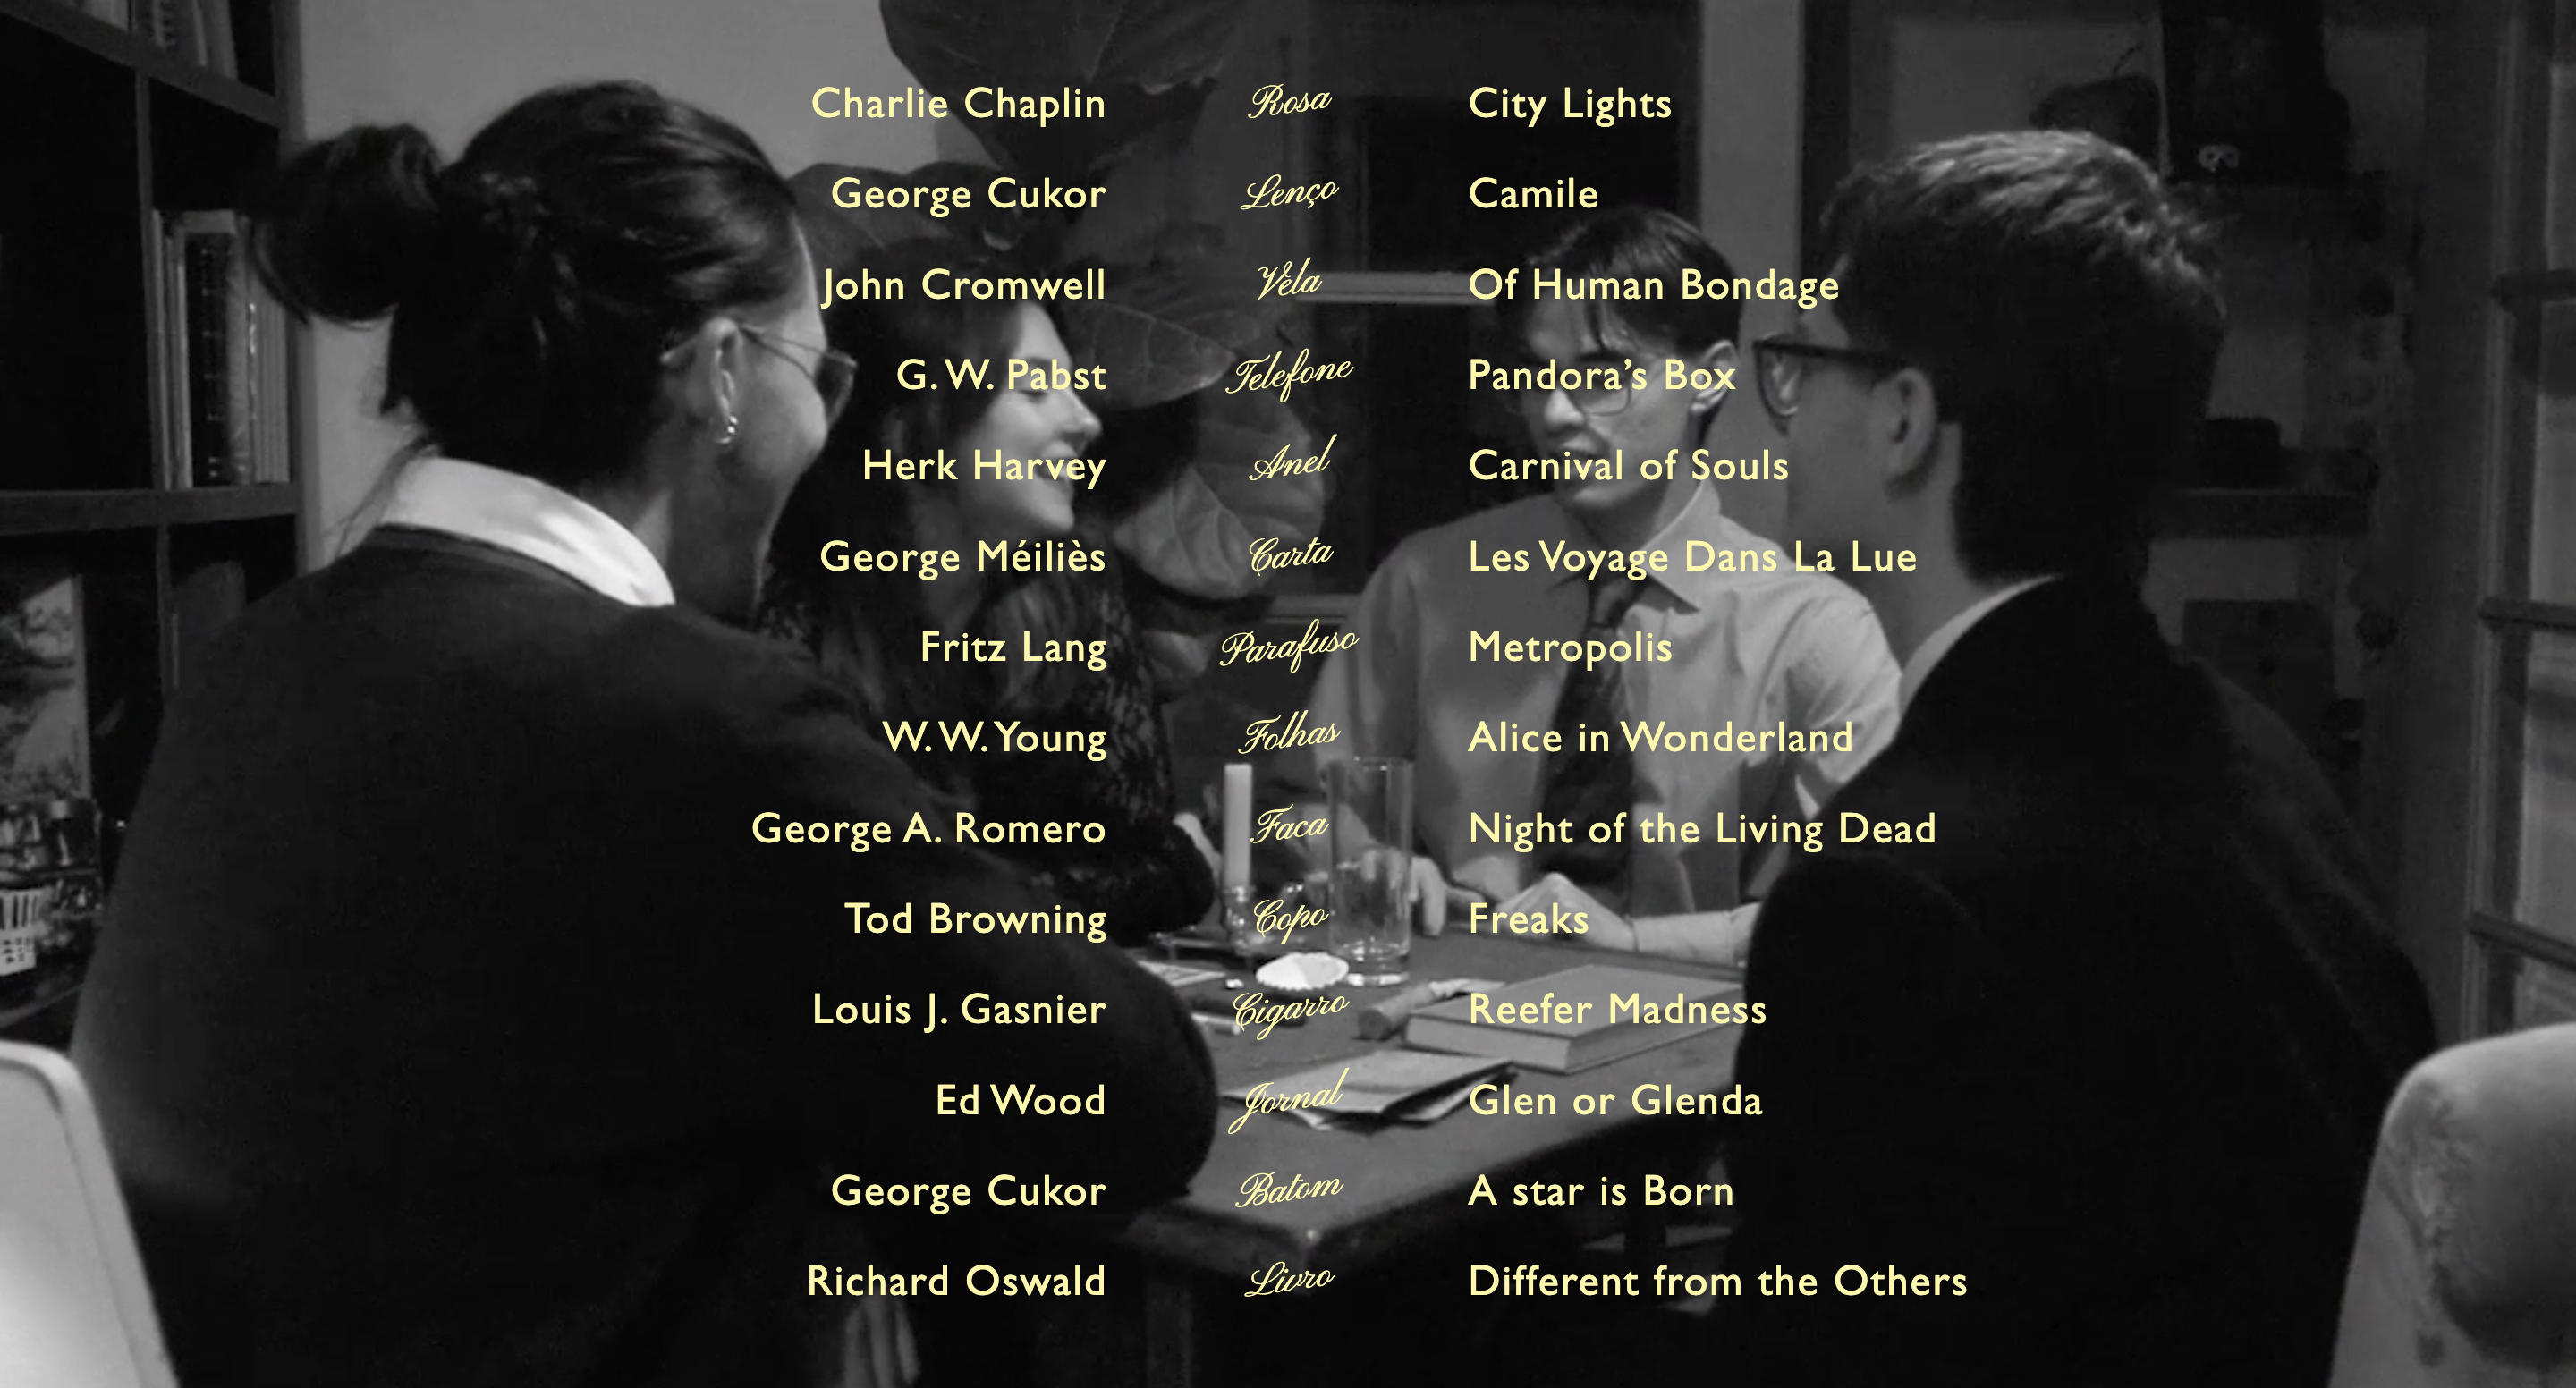 Charlie Chaplin Rosa City Lights
George Cukor Lenço Camile
John Cromwell Vela Of Human Bondage
G. W. Pabst Telefone Pandora’s Box
Herk Harvey Anel Carnival of Souls
George Méiliès Carta Les Voyage Dans La Lue
Fritz Lang Parafuso Metropolis
W. W. Young Folhas Alice in Wonderland
George A. Romero Faca Night of the Living Dead
Tod Browning Copo Freaks
Louis J. Gasnier Cigarro Reefer Madness
Ed Wood Jornal Glen or Glenda
George Cukor Batom A star is Born
Richard Oswald Livro Different from the Others